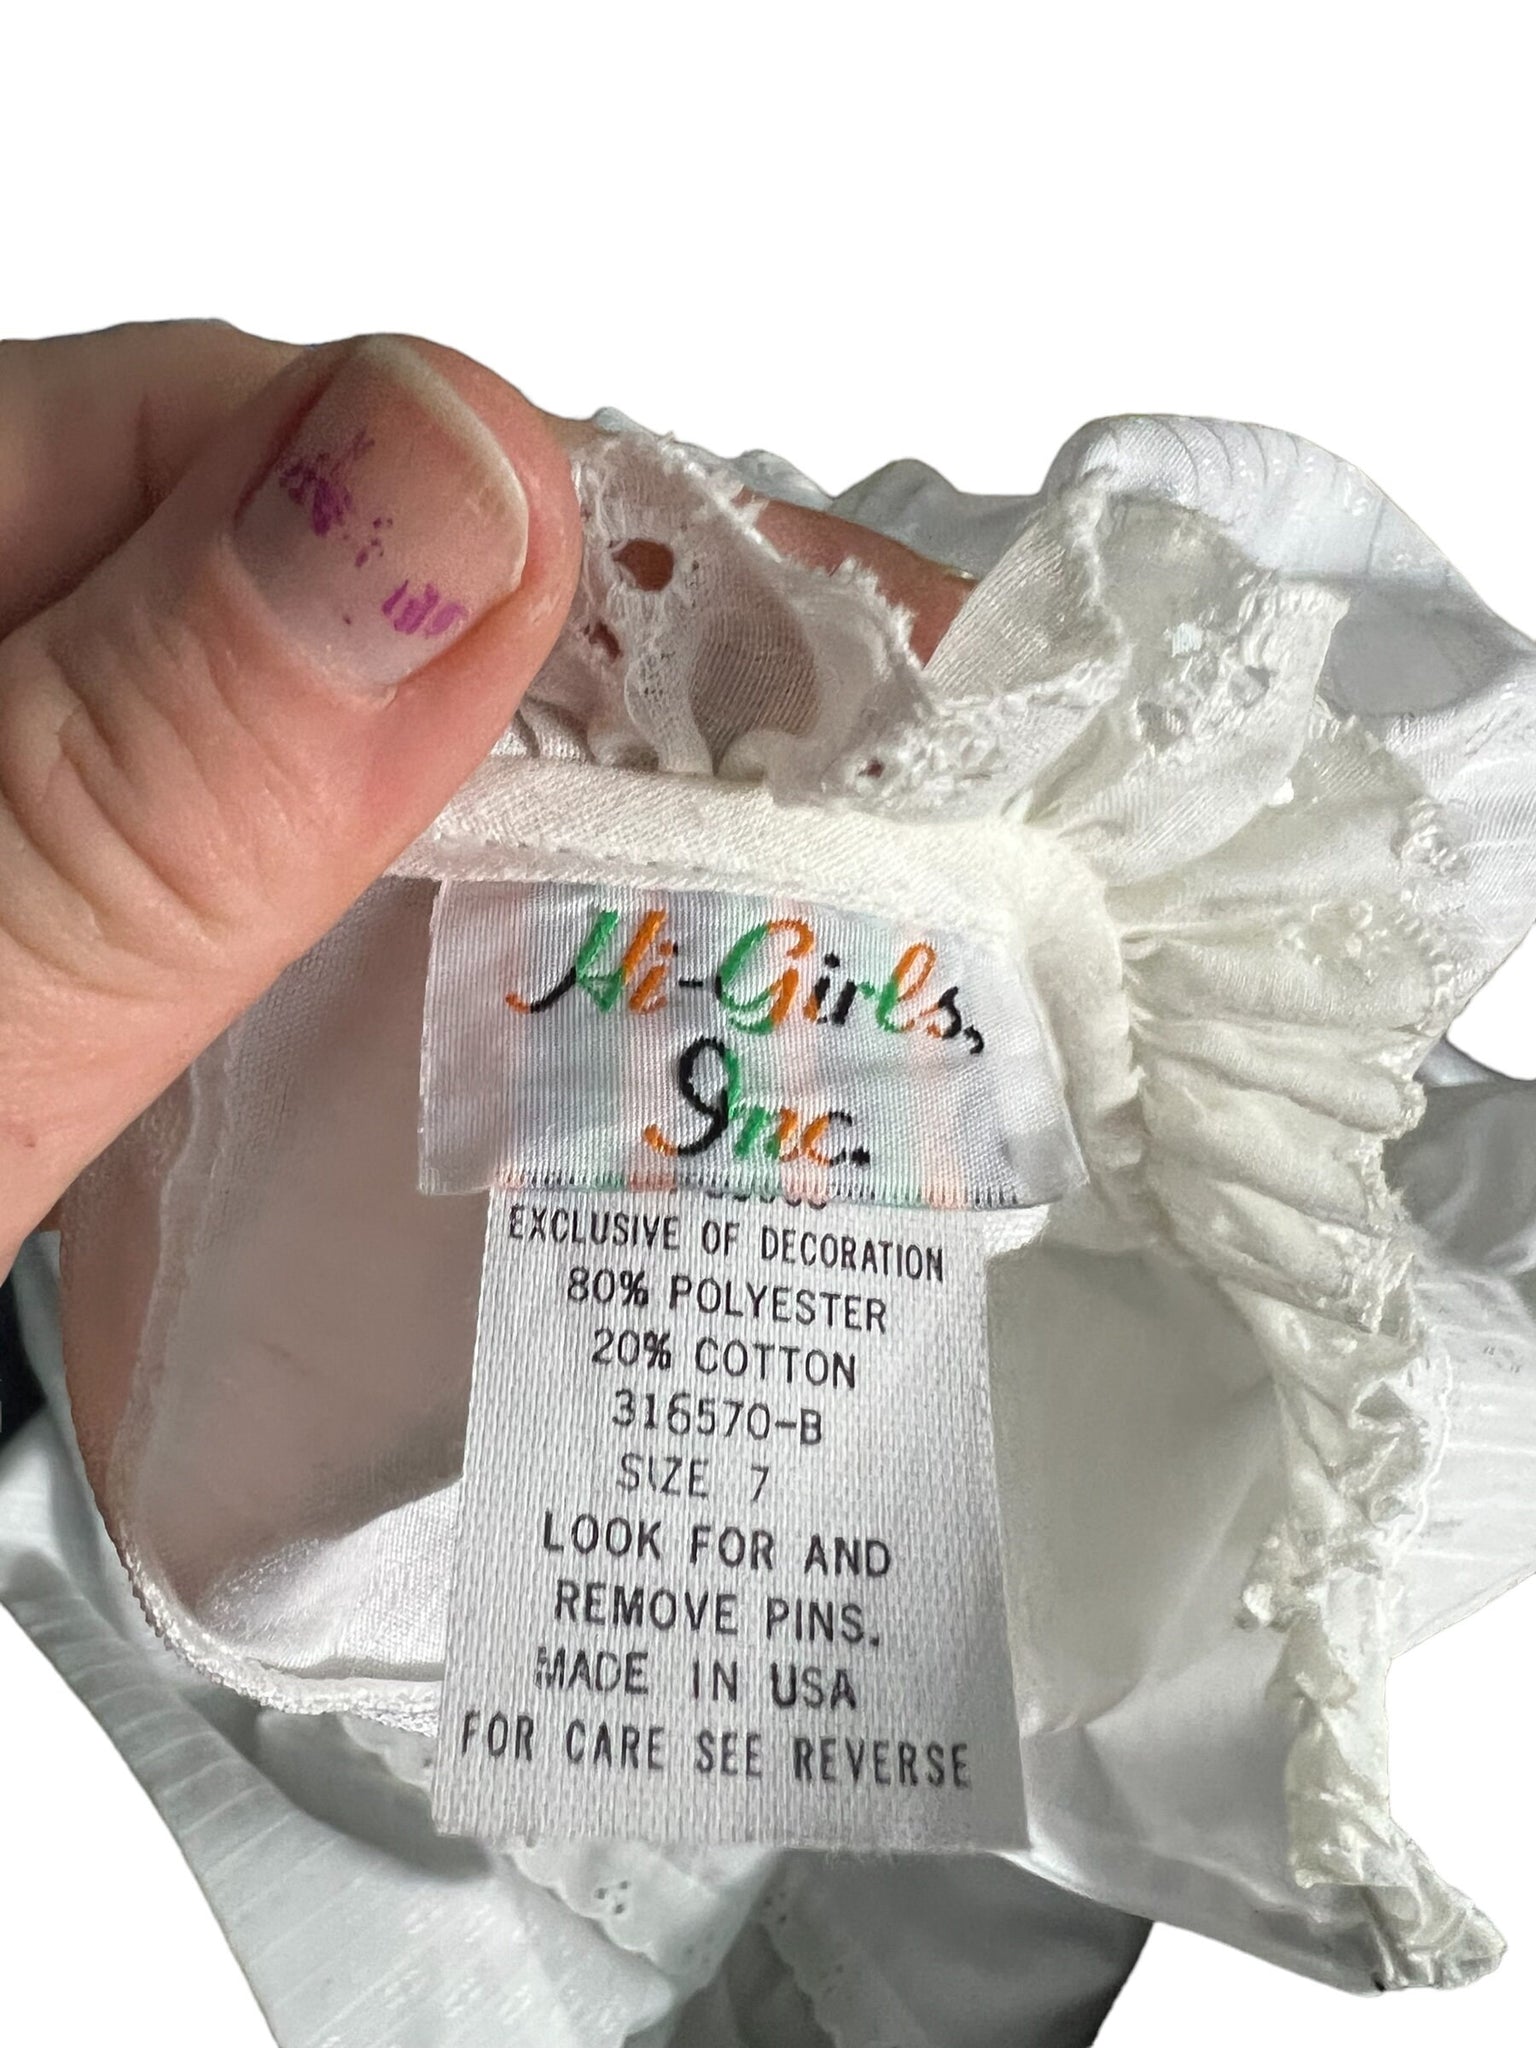 Hi-Girls,
Inc.
EXCLUSIVE OF DECORATION
80% POLYESTER
20% COTTON
316570-B
SIZE 7
LOOK FOR AND
REMOVE PINS.
MADE IN USA
FOR CARE SEE REVERSE